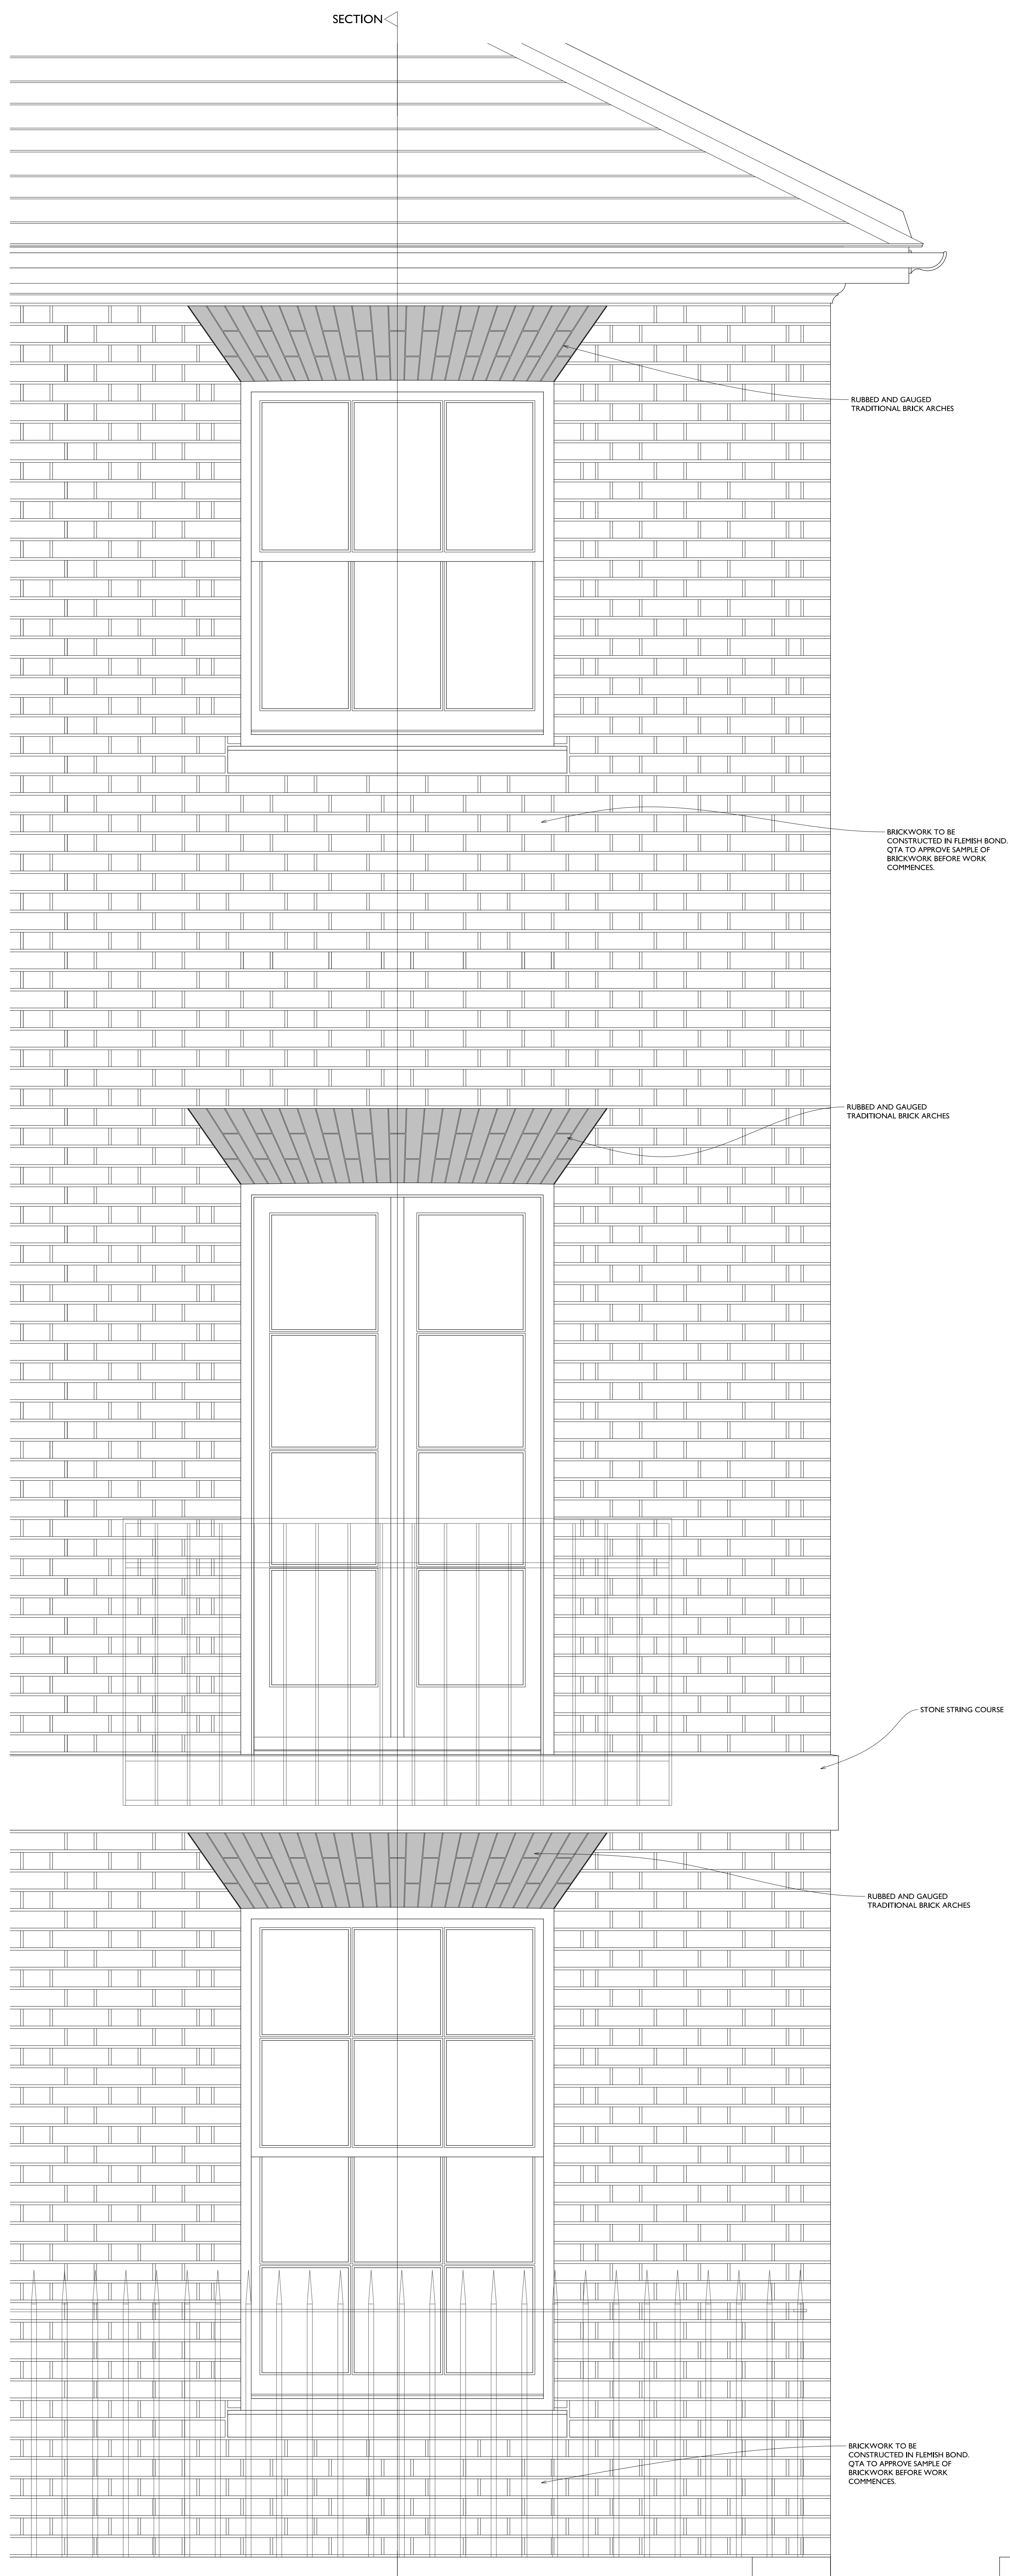 SECTION
RUBBED AND GAUGED
TRADITIONAL BRICK ARCHES
BRICKWORK TO BE
CONSTRUCTED IN FLEMISH BOND.
QTA TO APPROVE SAMPLE OF
BRICKWORK BEFORE WORK
COMMENCES.
RUBBED AND GAUGED
TRADITIONAL BRICK ARCHES
STONE STRING COURSE
RUBBED AND GAUGED
TRADITIONAL BRICK ARCHES
BRICKWORK TO BE
CONSTRUCTED IN FLEMISH BOND.
QTA TO APPROVE SAMPLE OF
BRICKWORK BEFORE WORK
COMMENCES.